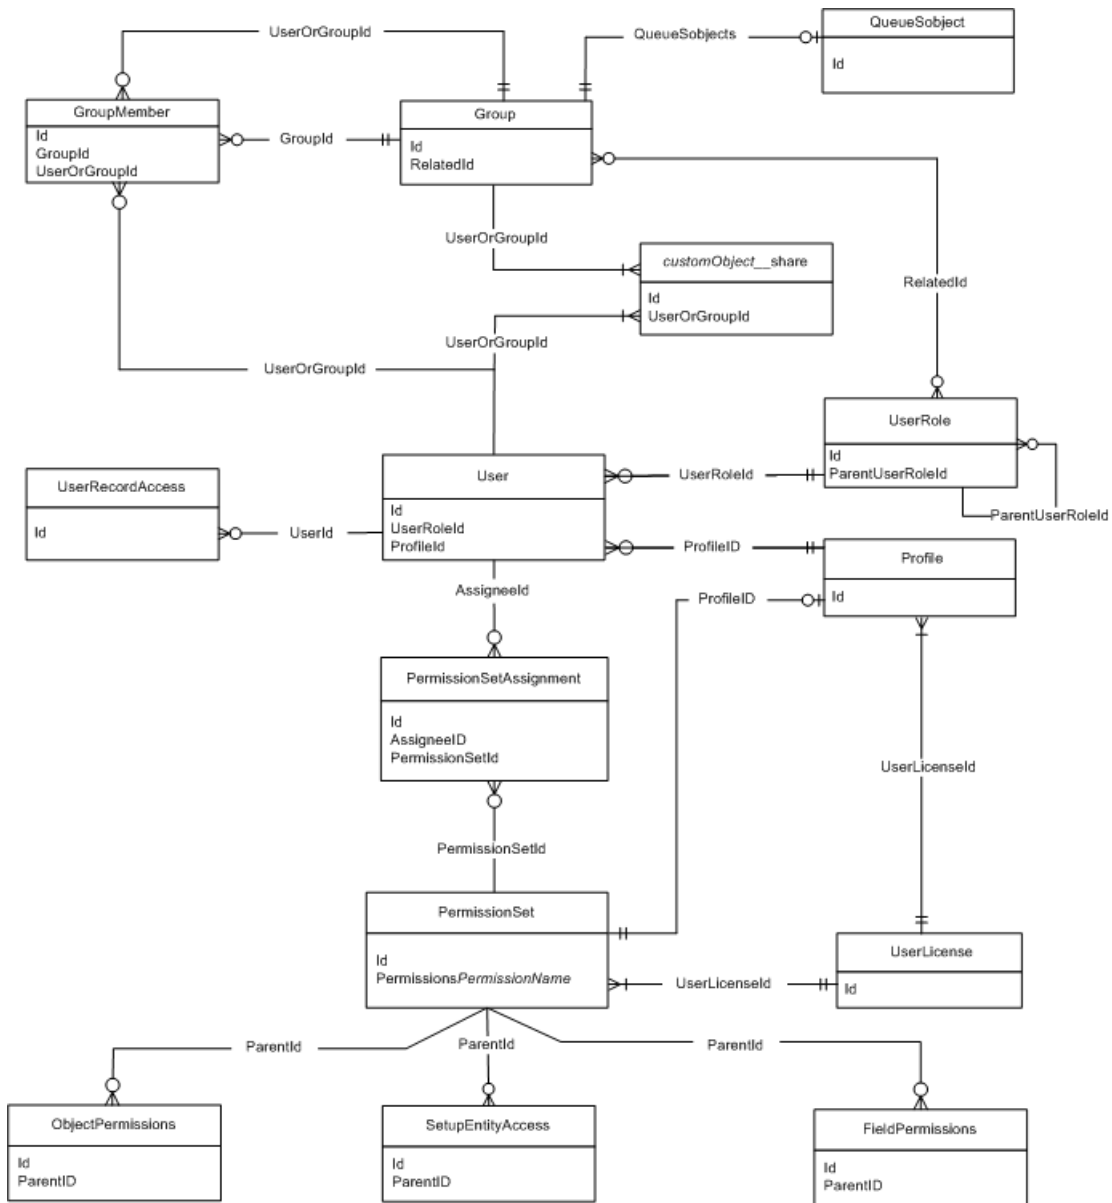 UserOrGroupId
QueueSobjects
QueueSobject
Id
GroupMember
Id
GroupId
UserOrGroupId
GroupId
Group
Id
RelatedId
UserOrGroupId
customObject__share
Id
UserOrGroupId
RelatedId
UserOrGroupId
UserOrGroupId
UserRole
Id
ParentUserRoleId
ParentUserRoleId
UserRecordAccess
Id
UserId
User
Id
UserRoleId
ProfileId
UserRoleId
ProfileID
Profile
Id
AssigneeId
ProfileID
PermissionSetAssignment
Id
AssigneeID
PermissionSetId
UserLicenseId
PermissionSetId
PermissionSet
Id
PermissionsPermissionName
UserLicenseId
UserLicense
Id
ParentId
ParentId
ParentId
ObjectPermissions
Id
ParentID
SetupEntityAccess
Id
ParentID
FieldPermissions
Id
ParentID